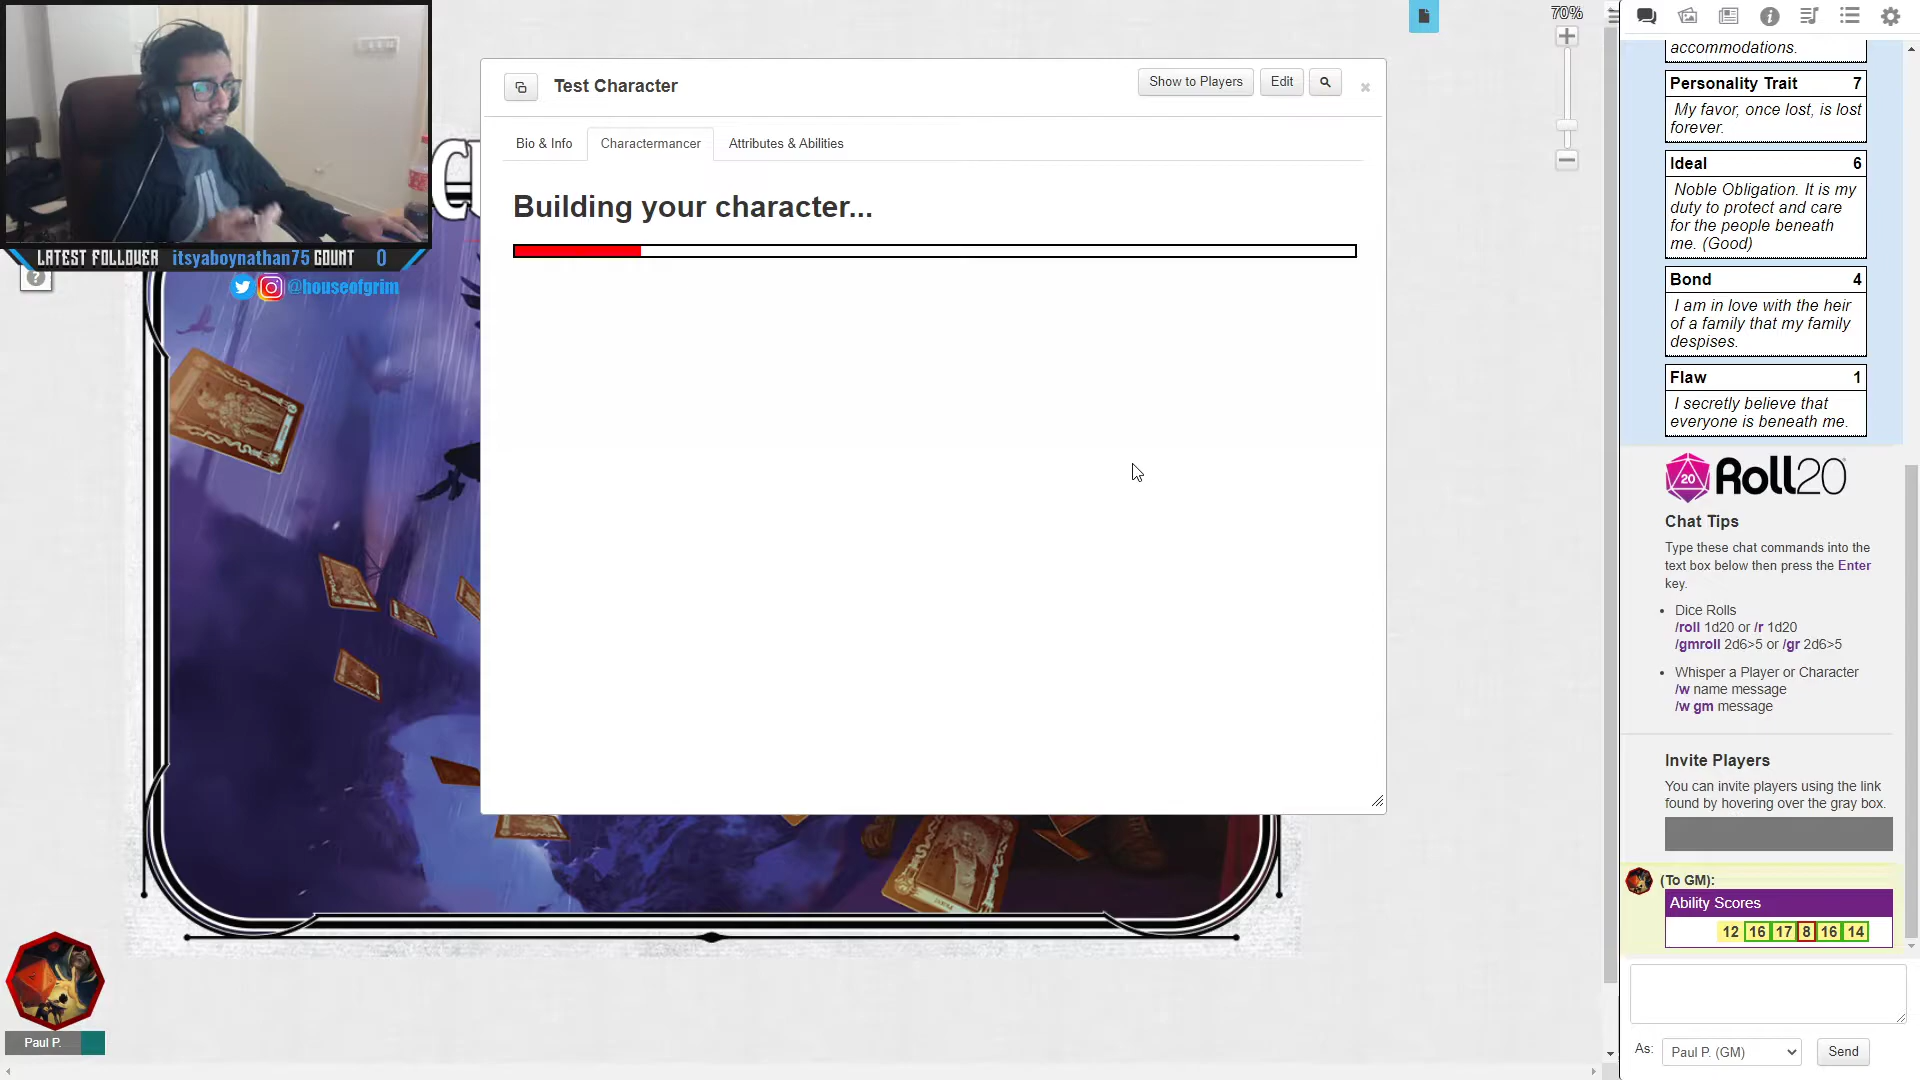 LATEST FOLLOWER itsyaboynathan75 COUNT 0
@houseofgrim
70%
Test Character
Show to Players
Edit
Bio & Info
Charactermancer
Attributes & Abilities
Building your character...
accommodations.
Personality Trait 7
My favor, once lost, is lost
forever.
Ideal 6
Noble Obligation. It is my
duty to protect and care
for the people beneath
me. (Good)
Bond 4
I am in love with the heir
of a family that my family
despises.
Flaw 1
I secretly believe that
everyone is beneath me.
20 Roll20
Chat Tips
Type these chat commands into the
text box below then press the Enter
key.
• Dice Rolls
/roll 1d20 or /r 1d20
/gmroll 2d6>5 or /gr 2d6>5
• Whisper a Player or Character
/w name message
/w gm message
Invite Players
You can invite players using the link
found by hovering over the gray box.
(To GM):
Ability Scores
12 16 17 8 16 14
As: Paul P. (GM)
Send
Paul P.